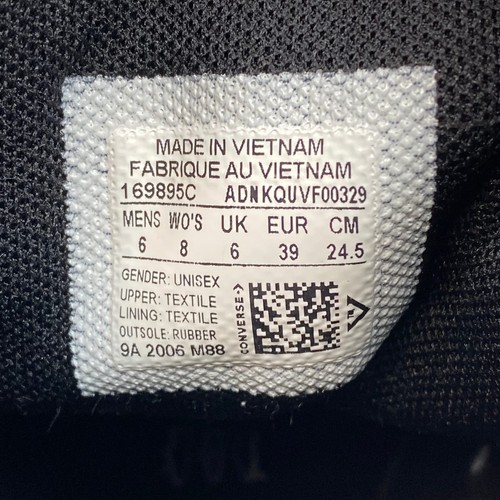 MADE IN VIETNAM
FABRIQUE AU VIETNAM
169895C ADNKQUVF00329
MENS WO'S UK EUR CM
6 8 6 39 24.5
GENDER: UNISEX
UPPER: TEXTILE
LINING: TEXTILE
OUTSOLE: RUBBER
9A 2006 M88
CONVERSE>